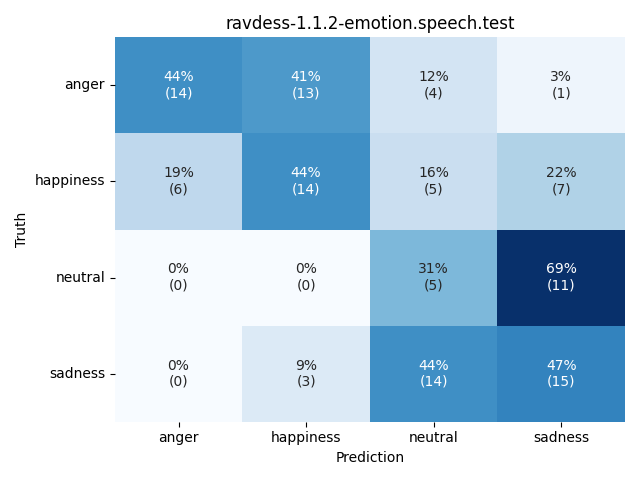 ravdess-1.1.2-emotion.speech.test
anger
44%
(14)
41%
(13)
12%
(4)
3%
(1)
happiness
19%
(6)
44%
(14)
16%
(5)
22%
(7)
Truth
neutral
0%
(0)
0%
(0)
31%
(5)
69%
(11)
sadness
0%
(0)
9%
(3)
44%
(14)
47%
(15)
anger
happiness
neutral
sadness
Prediction